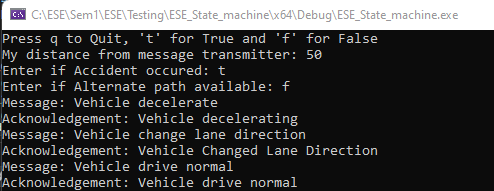 C:\ESE\Sem1\ESE\Testing\ESE_State_machine\x64\Debug\ESE_State_machine.exe
Press q to Quit, 't' for True and 'f' for False
My distance from message transmitter: 50
Enter if Accident occured: t
Enter if Alternate path available: f
Message: Vehicle decelerate
Acknowledgement: Vehicle decelerating
Message: Vehicle change lane direction
Acknowledgement: Vehicle Changed Lane Direction
Message: Vehicle drive normal
Acknowledgement: Vehicle drive normal